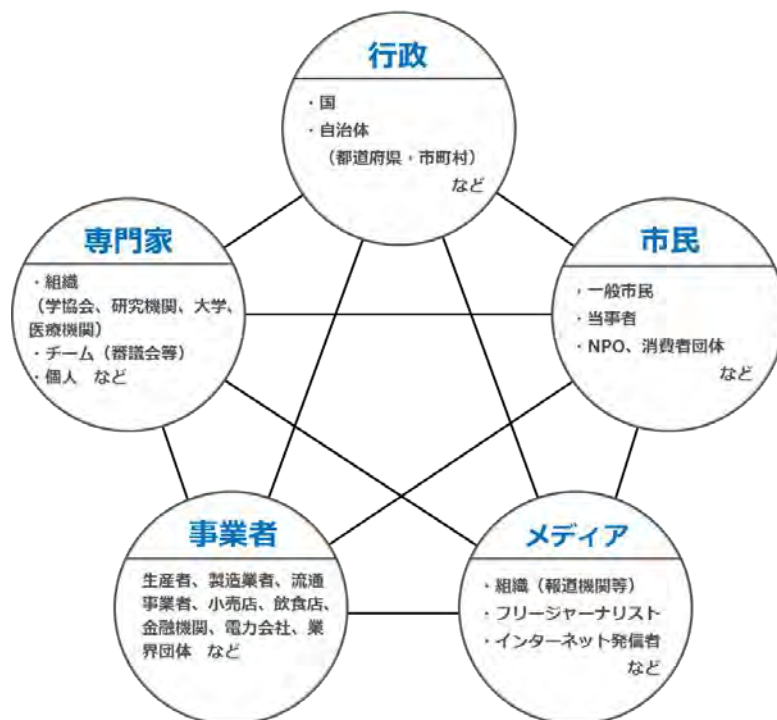 行政
・国
・自治体
（都道府県・市町村）
など
専門家
・組織
（学協会、研究機関、大学、
医療機関）
・チーム（審議会等）
・個人　など
市民
・一般市民
・当事者
・NPO、消費者団体
など
事業者
生産者、製造業者、流通
事業者、小売店、飲食店、
金融機関、電力会社、業
界団体　など
メディア
・組織（報道機関等）
・フリージャーナリスト
・インターネット発信者
など